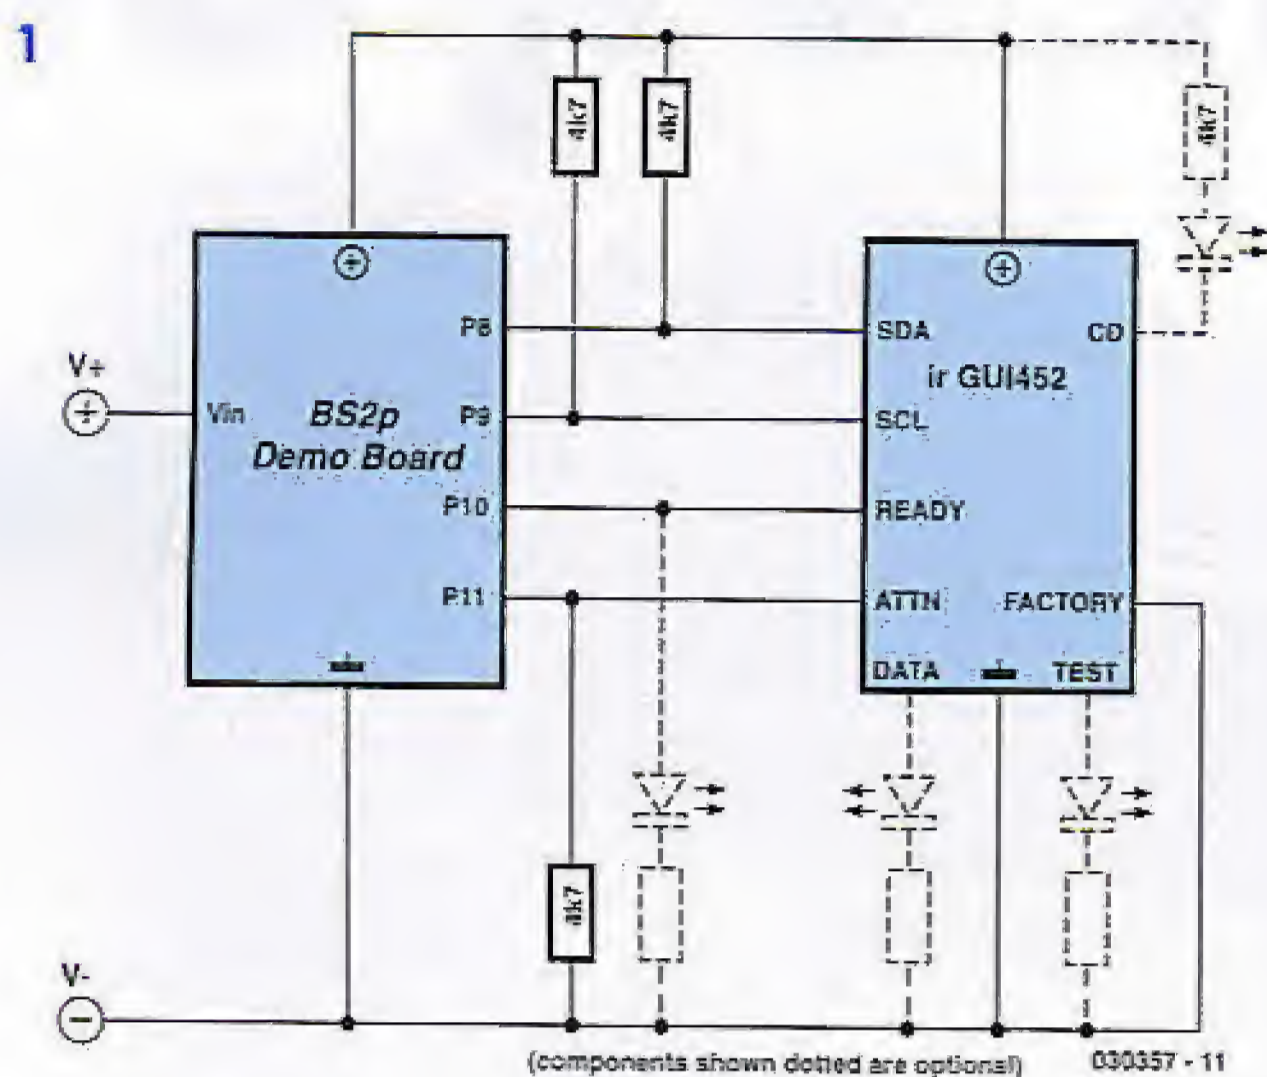 1
4k7
4k7
4k7
P8
SDA
CD
ir GUI452
V+
Vin
BS2p
P9
SCL
Demo Board
P10
READY
P11
ATTN
FACTORY
DATA
TEST
4k7
V-
(components shown dotted are optional)
030357 - 11